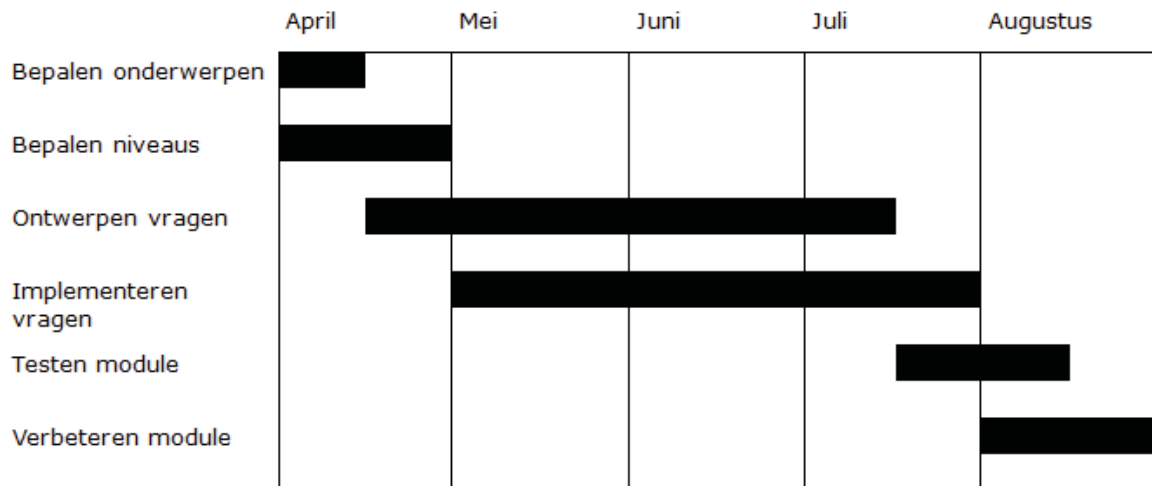 April Mei Juni Juli Augustus
Bepalen onderwerpen
Bepalen niveaus
Ontwerpen vragen
Implementeren
vragen
Testen module
Verbeteren module